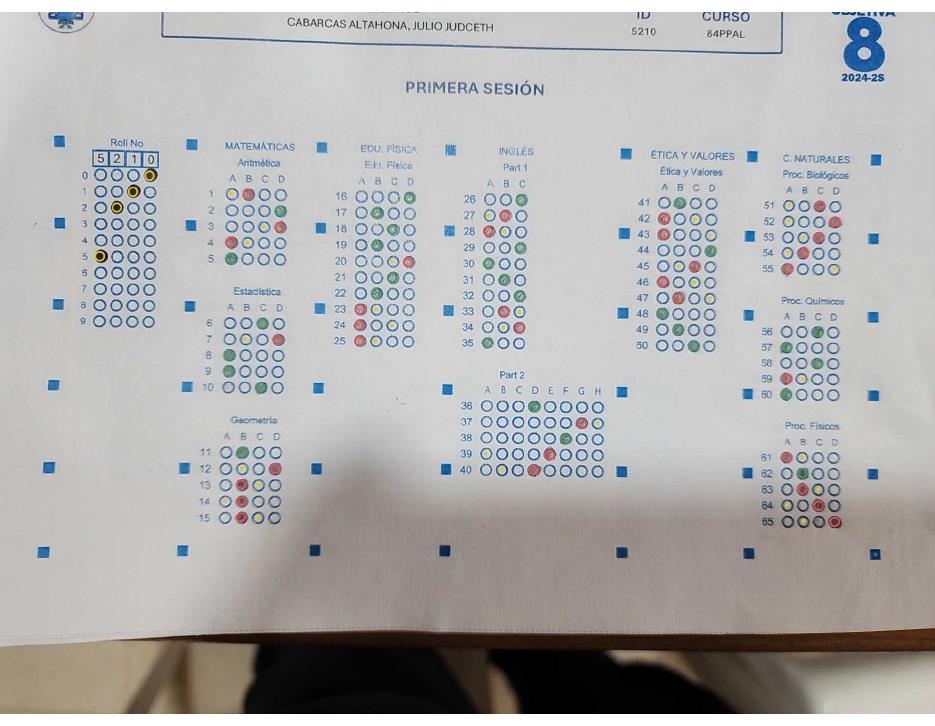 CABARCAS ALTAHONA, JULIO JUDCETH
ID CURSO
5210 84PPAL
OBJETIVA
8
2024-2S
PRIMERA SESIÓN
Roll No
5 2 1 0
0
1
2
3
4
5
6
7
8
9
MATEMÁTICAS
Aritmética
A B C D
1
2
3
4
5
Estadística
A B C D
6
7
8
9
10
Geometría
A B C D
11
12
13
14
15
EDU. FÍSICA
Edu. Física
A B C D
16
17
18
19
20
21
22
23
24
25
INGLÉS
Part 1
A B C
26
27
28
29
30
31
32
33
34
35
Part 2
A B C D E F G H
36
37
38
39
40
ÉTICA Y VALORES
Etica y Valores
A B C D
41
42
43
44
45
46
47
48
49
50
C. NATURALES
Proc. Biológicos
A B C D
51
52
53
54
55
Proc. Químicos
A B C D
56
57
58
59
60
Proc. Físicos
A B C D
61
62
63
64
65